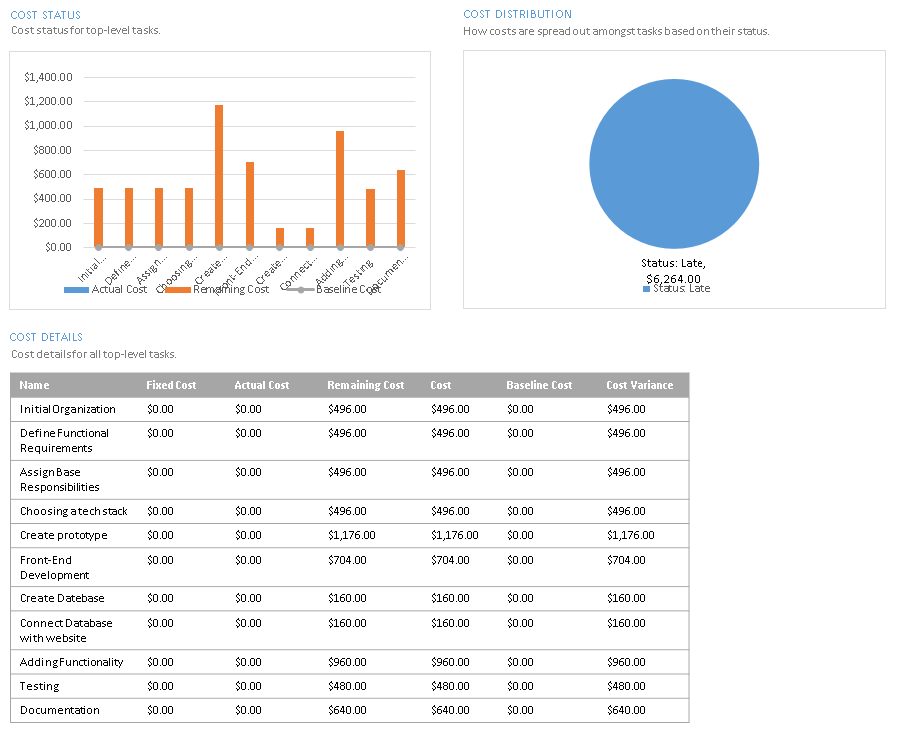 COST STATUS
Cost status for top-level tasks.
$1,400.00
$1,200.00
$1,000.00
$800.00
$600.00
$400.00
$200.00
$0.00
Initial...
Define...
Assign...
Choosing...
Create...
Front-End...
Create...
Connect...
Adding...
Testing
Documen...
Actual Cost Remaining Cost Baseline Cost
COST DISTRIBUTION
How costs are spread out amongst tasks based on their status.
Status: Late,
$6,264.00
Status: Late
COST DETAILS
Cost details for all top-level tasks.
Name Fixed Cost Actual Cost Remaining Cost Cost Baseline Cost Cost Variance
Initial Organization $0.00 $0.00 $496.00 $496.00 $0.00 $496.00
Define Functional $0.00 $0.00 $496.00 $496.00 $0.00 $496.00
Requirements
Assign Base $0.00 $0.00 $496.00 $496.00 $0.00 $496.00
Responsibilities
Choosing a tech stack $0.00 $0.00 $496.00 $496.00 $0.00 $496.00
Create prototype $0.00 $0.00 $1,176.00 $1,176.00 $0.00 $1,176.00
Front-End $0.00 $0.00 $704.00 $704.00 $0.00 $704.00
Development
Create Datebase $0.00 $0.00 $160.00 $160.00 $0.00 $160.00
Connect Database $0.00 $0.00 $160.00 $160.00 $0.00 $160.00
with website
Adding Functionality $0.00 $0.00 $960.00 $960.00 $0.00 $960.00
Testing $0.00 $0.00 $480.00 $480.00 $0.00 $480.00
Documentation $0.00 $0.00 $640.00 $640.00 $0.00 $640.00